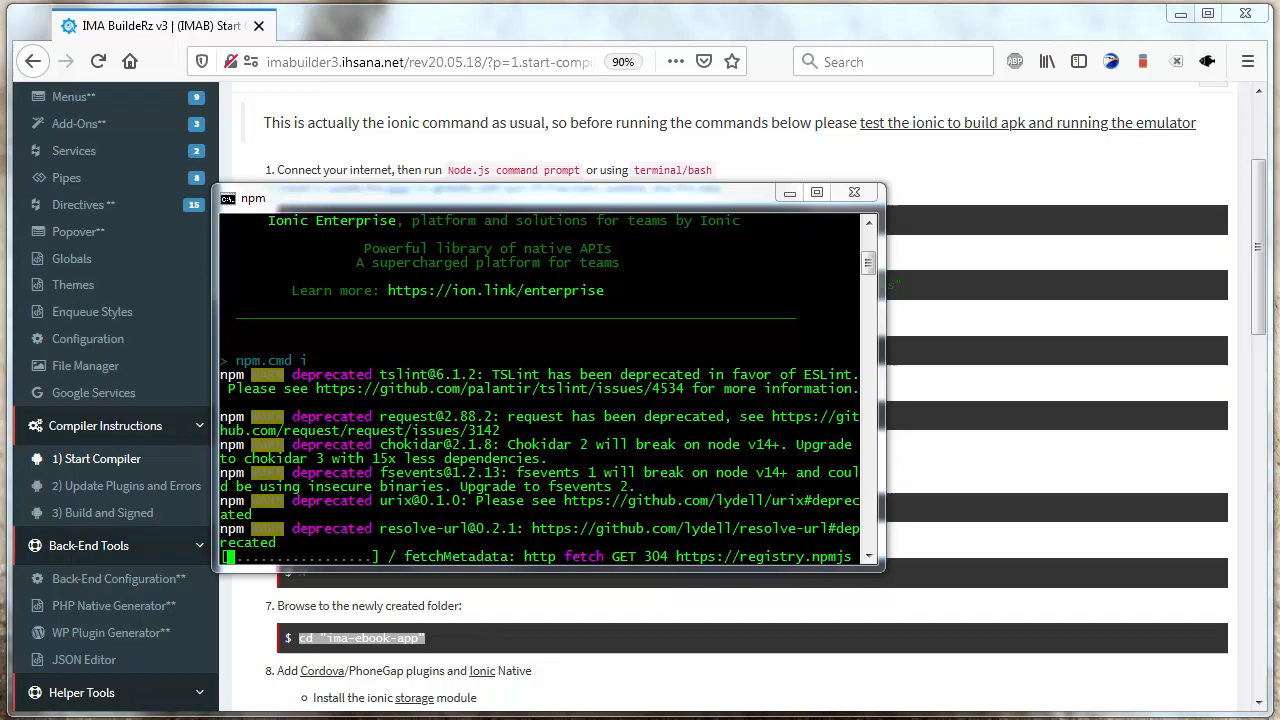 IMA BuildeRz v3 | (IMAB) Start
imabuilder3.ihsana.net/rev20.05.18/?p=1.start-compi
90%
Search
ABP
Menus** 9
Add-Ons** 3
Services 2
Pipes 8
Directives ** 15
Popover**
Globals
Themes
Enqueue Styles
Configuration
File Manager
Google Services
Compiler Instructions
1) Start Compiler
2) Update Plugins and Errors
3) Build and Signed
Back-End Tools
Back-End Configuration**
PHP Native Generator**
WP Plugin Generator**
JSON Editor
Helper Tools
This is actually the ionic command as usual, so before running the commands below please test the ionic to build apk and running the emulator
1. Connect your internet, then run Node.js command prompt or using terminal/bash
npm
Ionic Enterprise, platform and solutions for teams by Ionic
Powerful library of native APIs
A supercharged platform for teams
Learn more: https://ion.link/enterprise
> npm.cmd i
npm WARN deprecated tslint@6.1.2: TSLint has been deprecated in favor of ESLint.
Please see https://github.com/palantir/tslint/issues/4534 for more information.
npm WARN deprecated request@2.88.2: request has been deprecated, see https://git
hub.com/request/request/issues/3142
npm WARN deprecated chokidar@2.1.8: Chokidar 2 will break on node v14+. Upgrade
to chokidar 3 with 15x less dependencies.
npm WARN deprecated fsevents@1.2.13: fsevents 1 will break on node v14+ and coul
d be using insecure binaries. Upgrade to fsevents 2.
npm WARN deprecated urix@0.1.0: Please see https://github.com/lydell/urix#deprec
ated
npm WARN deprecated resolve-url@0.2.1: https://github.com/lydell/resolve-url#dep
recated
[.................] / fetchMetadata: http fetch GET 304 https://registry.npmjs
s"
7. Browse to the newly created folder:
$ cd "ima-ebook-app"
8. Add Cordova/PhoneGap plugins and Ionic Native
Install the ionic storage module